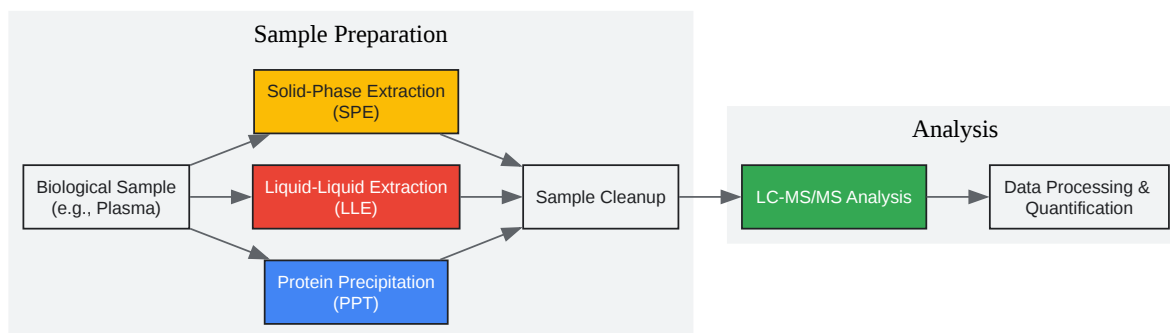 Sample Preparation
Solid-Phase Extraction
(SPE)
Biological Sample
(e.g., Plasma)
Liquid-Liquid Extraction
(LLE)
Protein Precipitation
(PPT)
Sample Cleanup
Analysis
LC-MS/MS Analysis
Data Processing &
Quantification